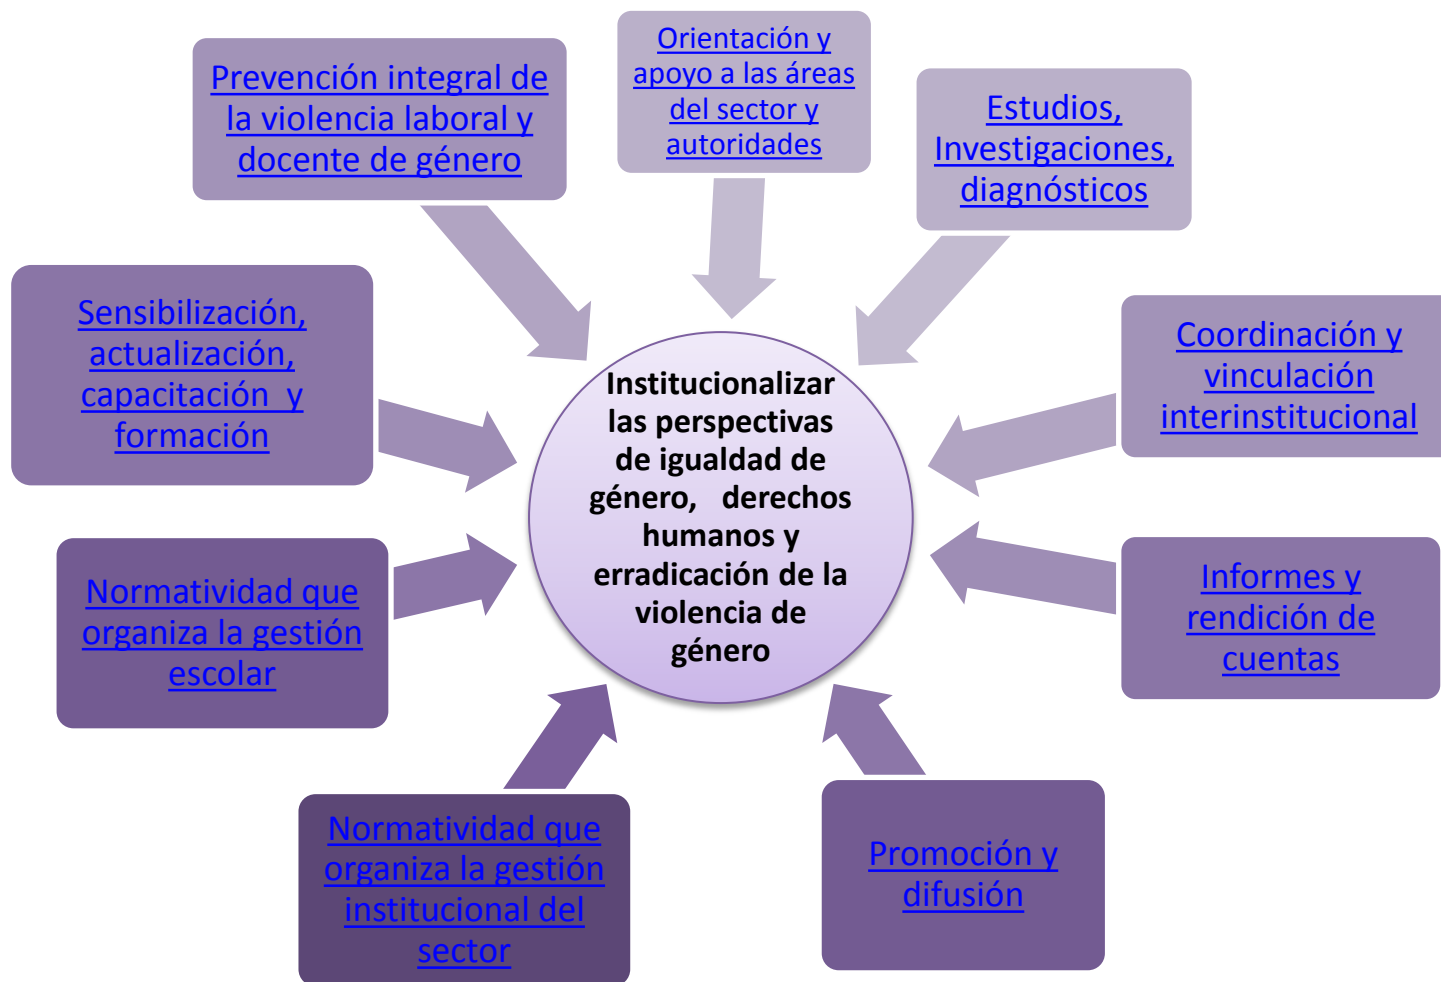 Orientación y
apoyo a las áreas
del sector y
autoridades
Prevención integral de
la violencia laboral y
docente de género
Estudios,
Investigaciones,
diagnósticos
Sensibilización,
actualización,
capacitación y
formación
Coordinación y
vinculación
interinstitucional
Institucionalizar
las perspectivas
de igualdad de
género, derechos
humanos y
erradicación de la
violencia de
género
Normatividad que
organiza la gestión
escolar
Informes y
rendición de
cuentas
Normatividad que
organiza la gestión
institucional del
sector
Promoción y
difusión